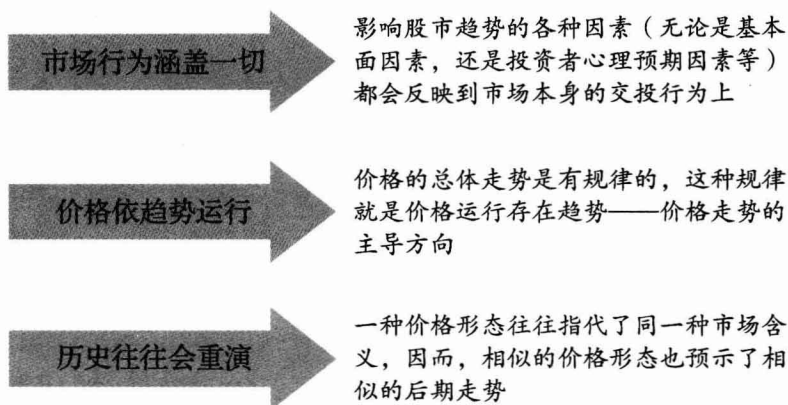 市场行为涵盖一切
影响股市趋势的各种因素（无论是基本
面因素，还是投资者心理预期因素等）
都会反映到市场本身的交投行为上
价格依趋势运行
价格的总体走势是有规律的，这种规律
就是价格运行存在趋势——价格走势的
主导方向
历史往往会重演
一种价格形态往往指代了同一种市场含
义，因而，相似的价格形态也预示了相
似的后期走势